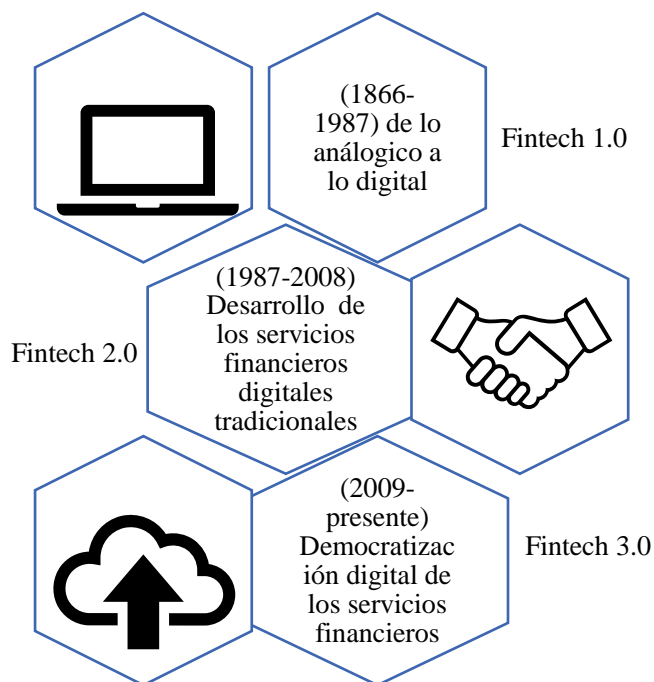 (1866-
1987) de lo
análogico a
lo digital
Fintech 1.0
Fintech 2.0
(1987-2008)
Desarrollo de
los servicios
financieros
digitales
tradicionales
(2009-
presente)
Democratizac
ión digital de
los servicios
financieros
Fintech 3.0